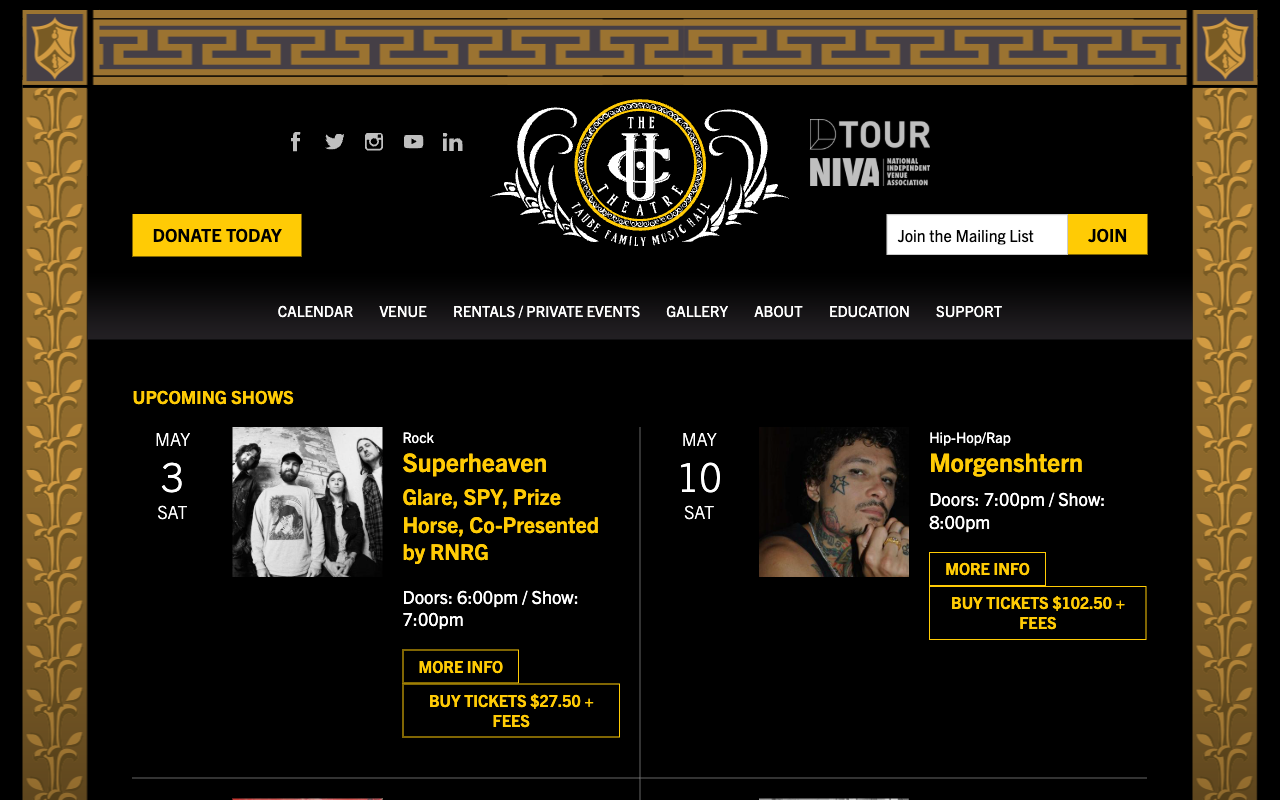 THE
UC
THEATRE
TAUBE FAMILY MUSIC HALL
D TOUR
NIVA NATIONAL
INDEPENDENT
VENUE
ASSOCIATION
DONATE TODAY
Join the Mailing List
JOIN
CALENDAR VENUE RENTALS / PRIVATE EVENTS GALLERY ABOUT EDUCATION SUPPORT
UPCOMING SHOWS
MAY
3
SAT
Rock
Superheaven
Glare, SPY, Prize
Horse, Co-Presented
by RNRG
Doors: 6:00pm / Show:
7:00pm
MORE INFO
BUY TICKETS $27.50 +
FEES
MAY
10
SAT
Hip-Hop/Rap
Morgenshtern
Doors: 7:00pm / Show:
8:00pm
MORE INFO
BUY TICKETS $102.50 +
FEES